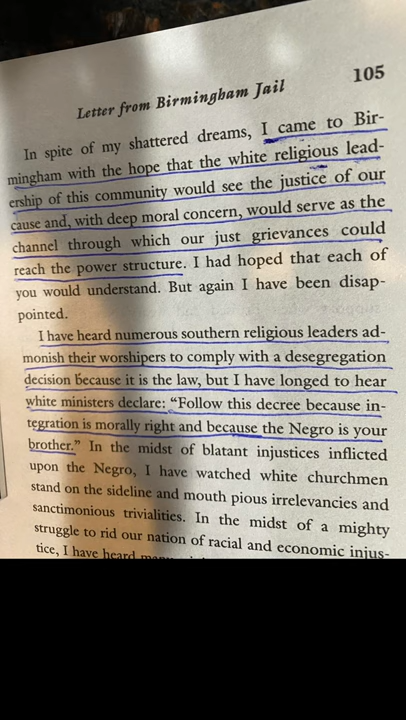 Letter from Birmingham Jail 105
In spite of my shattered dreams, I came to Bir-
mingham with the hope that the white religious lead-
ership of this community would see the justice of our
cause and, with deep moral concern, would serve as the
channel through which our just grievances could
reach the power structure. I had hoped that each of
you would understand. But again I have been disap-
pointed.
I have heard numerous southern religious leaders ad-
monish their worshipers to comply with a desegregation
decision because it is the law, but I have longed to hear
white ministers declare: “Follow this decree because in-
tegration is morally right and because the Negro is your
brother.” In the midst of blatant injustices inflicted
upon the Negro, I have watched white churchmen
stand on the sideline and mouth pious irrelevancies and
sanctimonious trivialities. In the midst of a mighty
struggle to rid our nation of racial and economic injus-
tice, I have heard